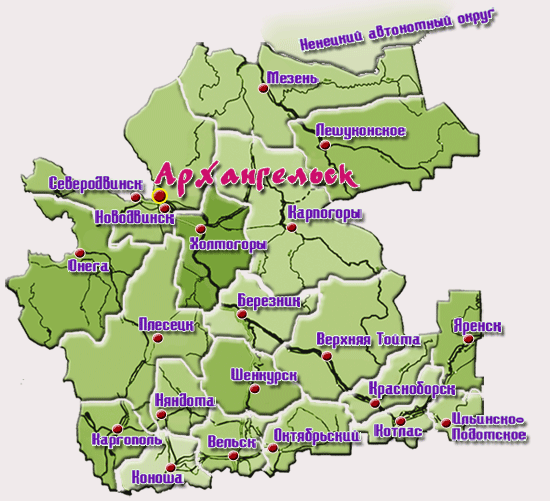 Ненецкий автономный округ
Мезень
Лешуконское
Архангельск
Северодвинск
Новодвинск
Карпогоры
Холмогоры
Онега
Березник
Плесецк
Яренск
Верхняя Тойма
Шенкурск
Красноборск
Няндома
Ильинско-
Подомское
Котлас
Октябрьский
Каргополь
Вельск
Коноша